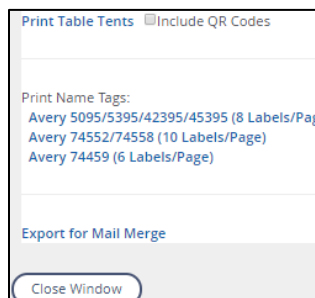 Print Table Tents Include QR Codes
Print Name Tags:
Avery 5095/5395/42395/45395 (8 Labels/Pag
Avery 74552/74558 (10 Labels/Page)
Avery 74459 (6 Labels/Page)
Export for Mail Merge
Close Window